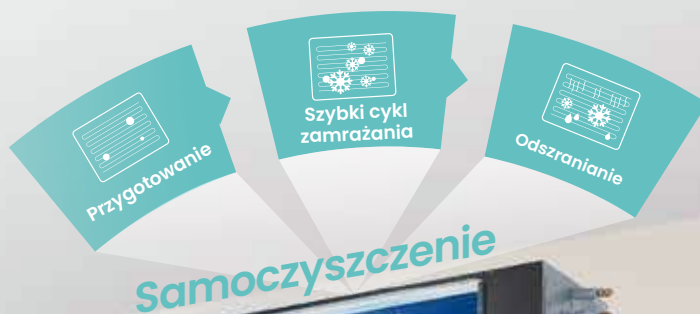 Przygotowanie
Szybki cykl
zamrażania
Odszranianie
Samoczyszczenie